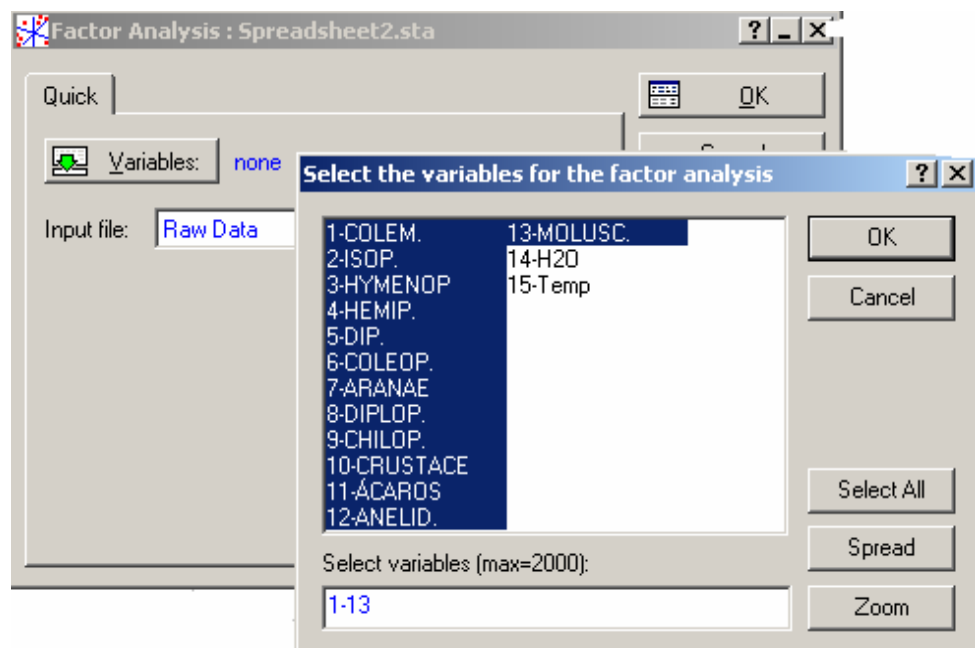 Factor Analysis : Spreadsheet2.sta
Quick
OK
Variables: none
Input file: Raw Data
Select the variables for the factor analysis
1-COLEM.
2-ISOP.
3-HYMENOP
4-HEMIP.
5-DIP.
6-COLEOP.
7-ARANAE
8-DIPLOP.
9-CHILOP.
10-CRUSTACE
11-ÁCAROS
12-ANELID.
13-MOLUSC.
14-H2O
15-Temp
OK
Cancel
Select All
Spread
Zoom
Select variables (max=2000):
1-13